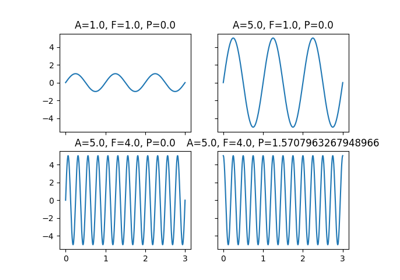 A=1.0, F=1.0, P=0.0
A=5.0, F=1.0, P=0.0
4
2
0
−2
−4
A=5.0, F=4.0, P=0.0
A=5.0, F=4.0, P=1.5707963267948966
4
2
0
−2
−4
0 1 2 3
0 1 2 3